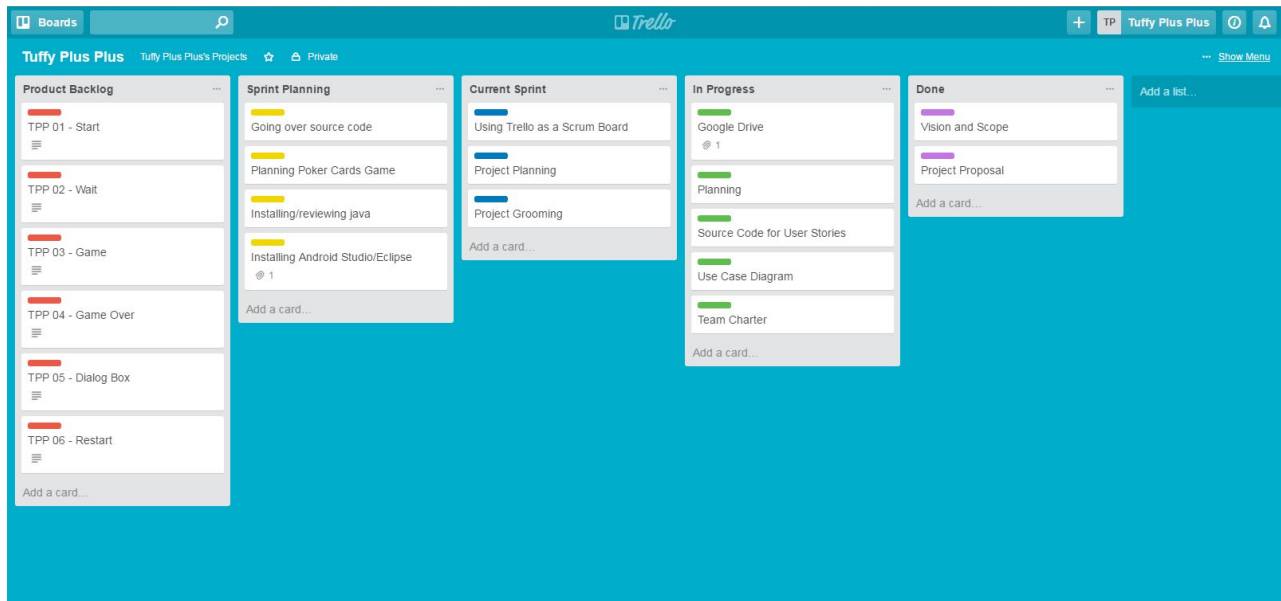 Boards
Trello
TP Tuffy Plus Plus
Tuffy Plus Plus Tuffy Plus Plus's Projects Private
... Show Menu
Product Backlog ...
TPP 01 - Start
TPP 02 - Wait
TPP 03 - Game
TPP 04 - Game Over
TPP 05 - Dialog Box
TPP 06 - Restart
Add a card...
Sprint Planning ...
Going over source code
Planning Poker Cards Game
Installing/reviewing java
Installing Android Studio/Eclipse
1
Add a card...
Current Sprint ...
Using Trello as a Scrum Board
Project Planning
Project Grooming
Add a card...
In Progress ...
Google Drive
1
Planning
Source Code for User Stories
Use Case Diagram
Team Charter
Add a card...
Done ...
Vision and Scope
Project Proposal
Add a card...
Add a list...